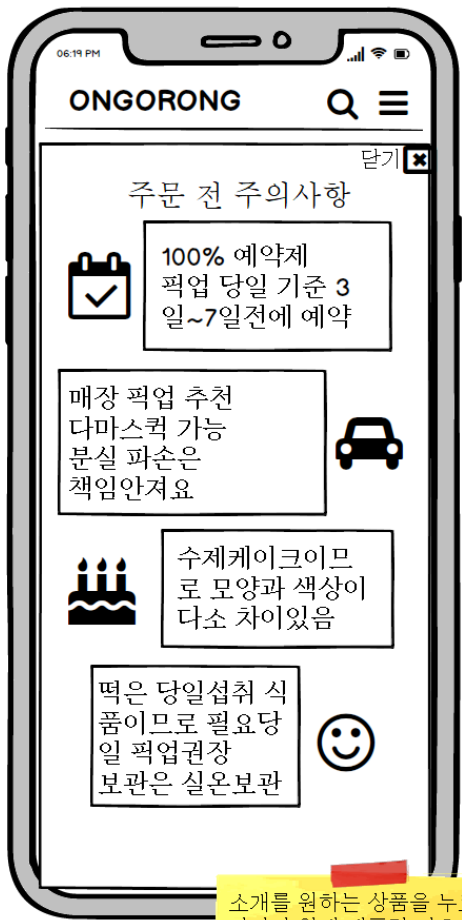 06:19 PM
ONGORONG
닫기
주문 전 주의사항
100% 예약제
픽업 당일 기준 3
일~7일전에 예약
매장 픽업 추천
다마스퀵 가능
분실 파손은
책임안져요
수제케이크이므
로 모양과 색상이
다소 차이있음
떡은 당일섭취 식
품이므로 필요당
일 픽업권장
보관은 실온보관
소개를 원하는 상품을